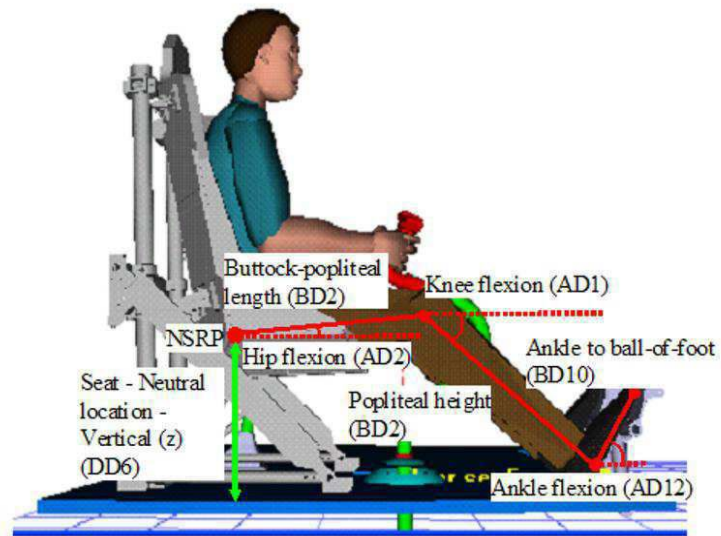 Buttock-popliteal
length (BD2)
Knee flexion (AD1)
NSRP
Hip flexion (AD2)
Ankle to ball-of-foot
(BD10)
Seat - Neutral
location -
Vertical (z)
(DD6)
Popliteal height
(BD2)
Ankle flexion (AD12)